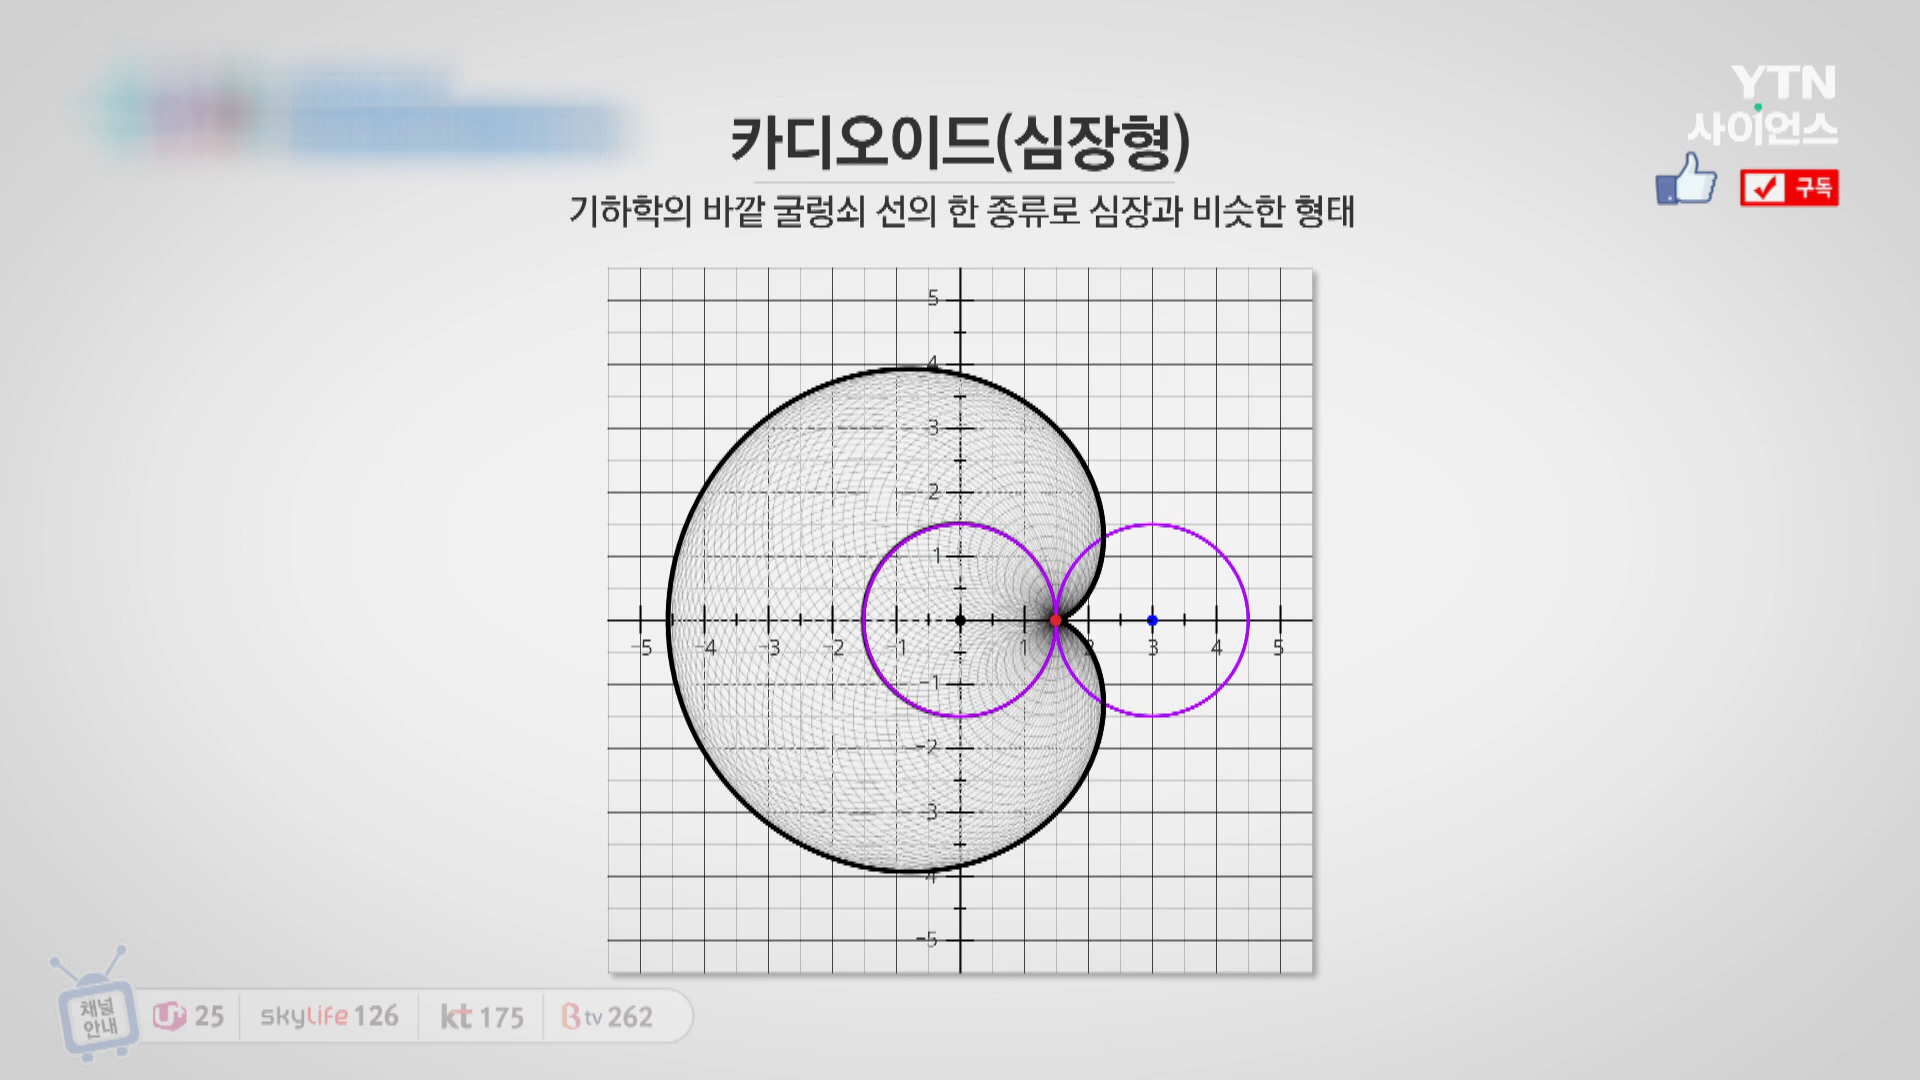 YTN
사이언스
구독
카디오이드(심장형)
기하학의 바깥 굴렁쇠 선의 한 종류로 심장과 비슷한 형태
5
4
3
2
1
-5 -4 -3 -2 -1 1 2 3 4 5
-1
-2
-3
-4
-5
채널
안내
U+ 25 skylife 126 kt 175 B tv 262